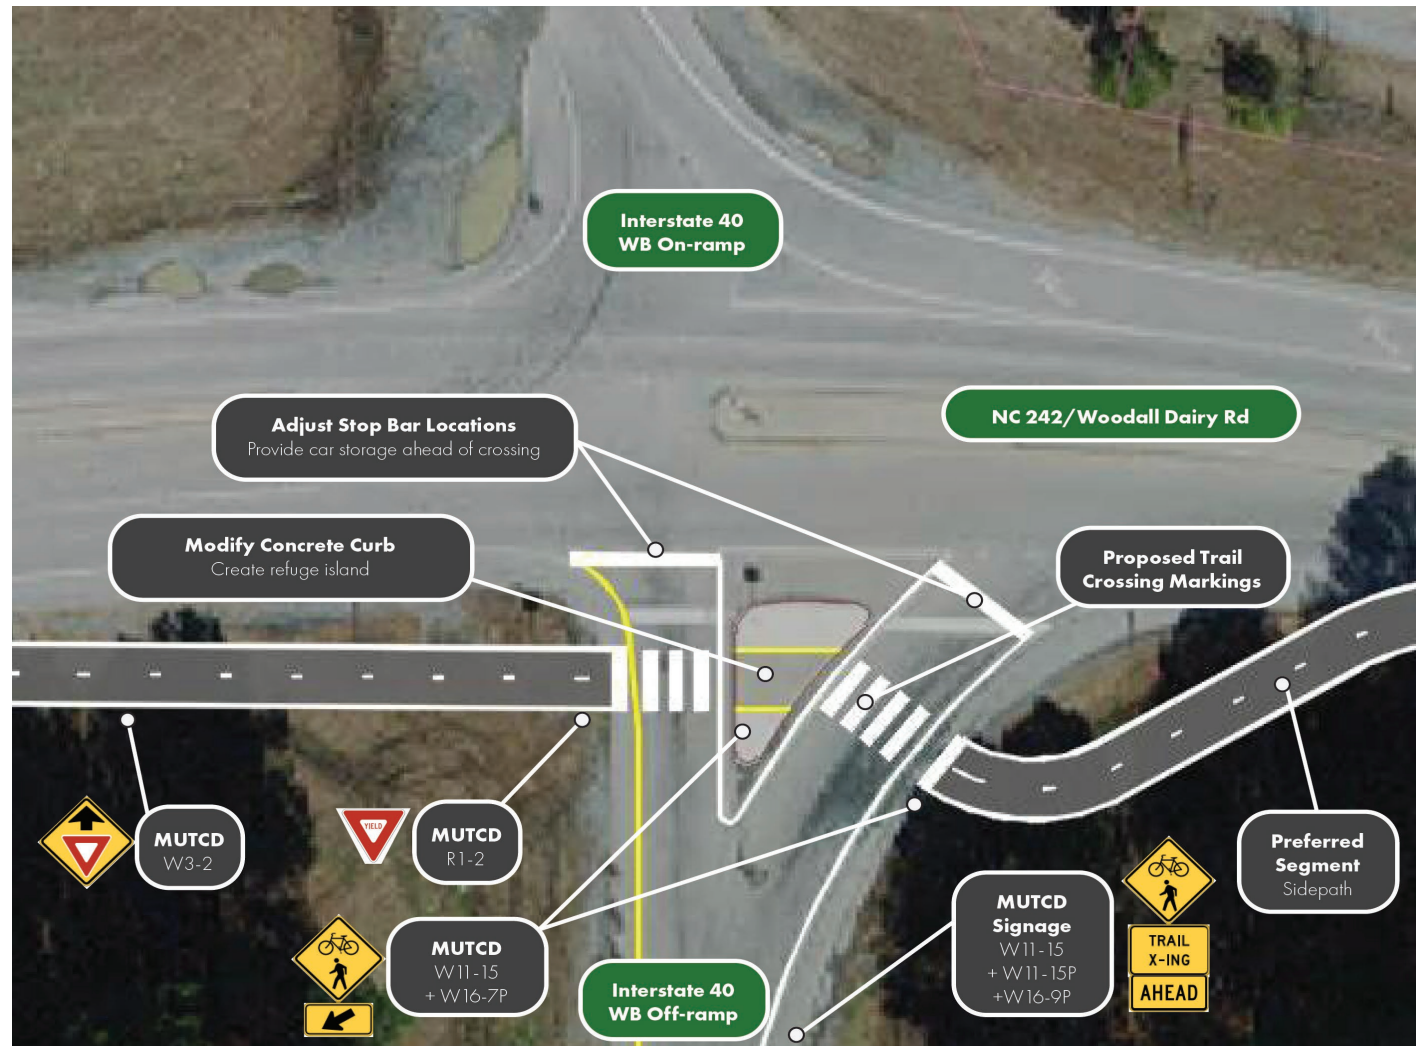 Interstate 40
WB On-ramp
Adjust Stop Bar Locations
Provide car storage ahead of crossing
NC 242/Woodall Dairy Rd
Modify Concrete Curb
Create refuge island
Proposed Trail
Crossing Markings
MUTCD
W3-2
YIELD
MUTCD
R1-2
Preferred
Segment
Sidepath
MUTCD
W11-15
+ W16-7P
Interstate 40
WB Off-ramp
MUTCD
Signage
W11-15
+ W11-15P
+W16-9P
TRAIL
X-ING
AHEAD